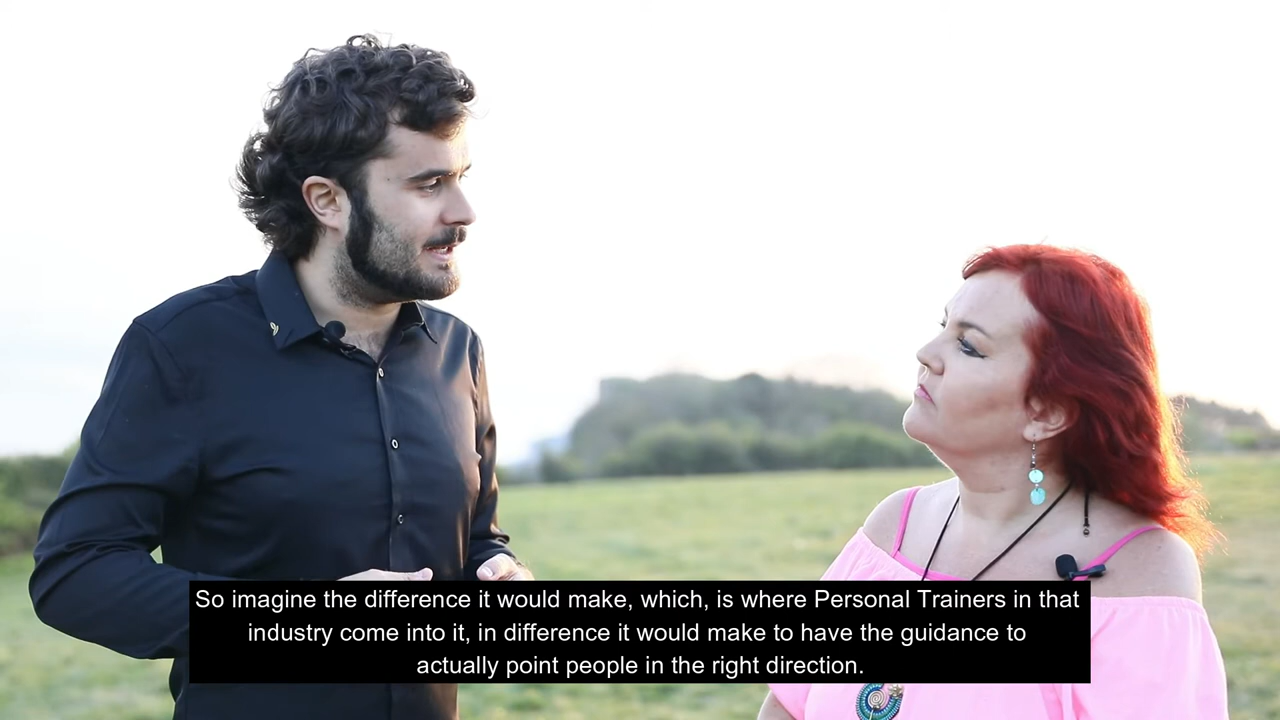 So imagine the difference it would make, which, is where Personal Trainers in that
industry come into it, in difference it would make to have the guidance to
actually point people in the right direction.